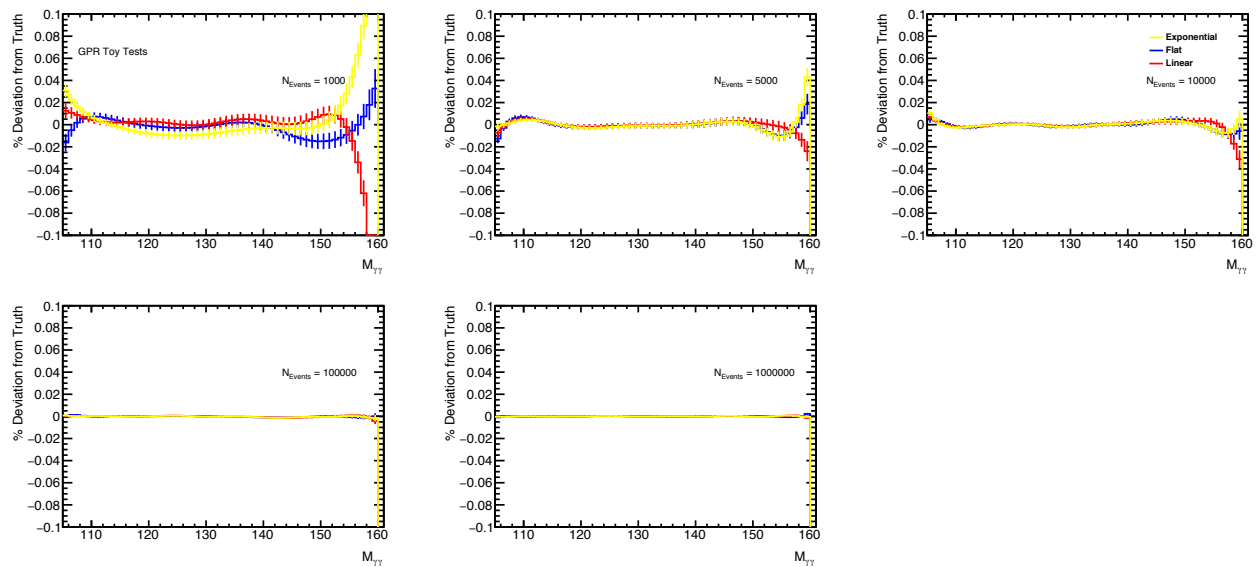 % Deviation from Truth
0.1
0.08
0.06
0.04
0.02
0
−0.02
−0.04
−0.06
−0.08
−0.1
GPR Toy Tests
N_Events = 1000
110 120 130 140 150 160
M_γγ
% Deviation from Truth
0.1
0.08
0.06
0.04
0.02
0
−0.02
−0.04
−0.06
−0.08
−0.1
N_Events = 5000
110 120 130 140 150 160
M_γγ
% Deviation from Truth
0.1
0.08
0.06
0.04
0.02
0
−0.02
−0.04
−0.06
−0.08
−0.1
Exponential
Flat
Linear
N_Events = 10000
110 120 130 140 150 160
M_γγ
% Deviation from Truth
0.1
0.08
0.06
0.04
0.02
0
−0.02
−0.04
−0.06
−0.08
−0.1
N_Events = 100000
110 120 130 140 150 160
M_γγ
% Deviation from Truth
0.1
0.08
0.06
0.04
0.02
0
−0.02
−0.04
−0.06
−0.08
−0.1
N_Events = 1000000
110 120 130 140 150 160
M_γγ